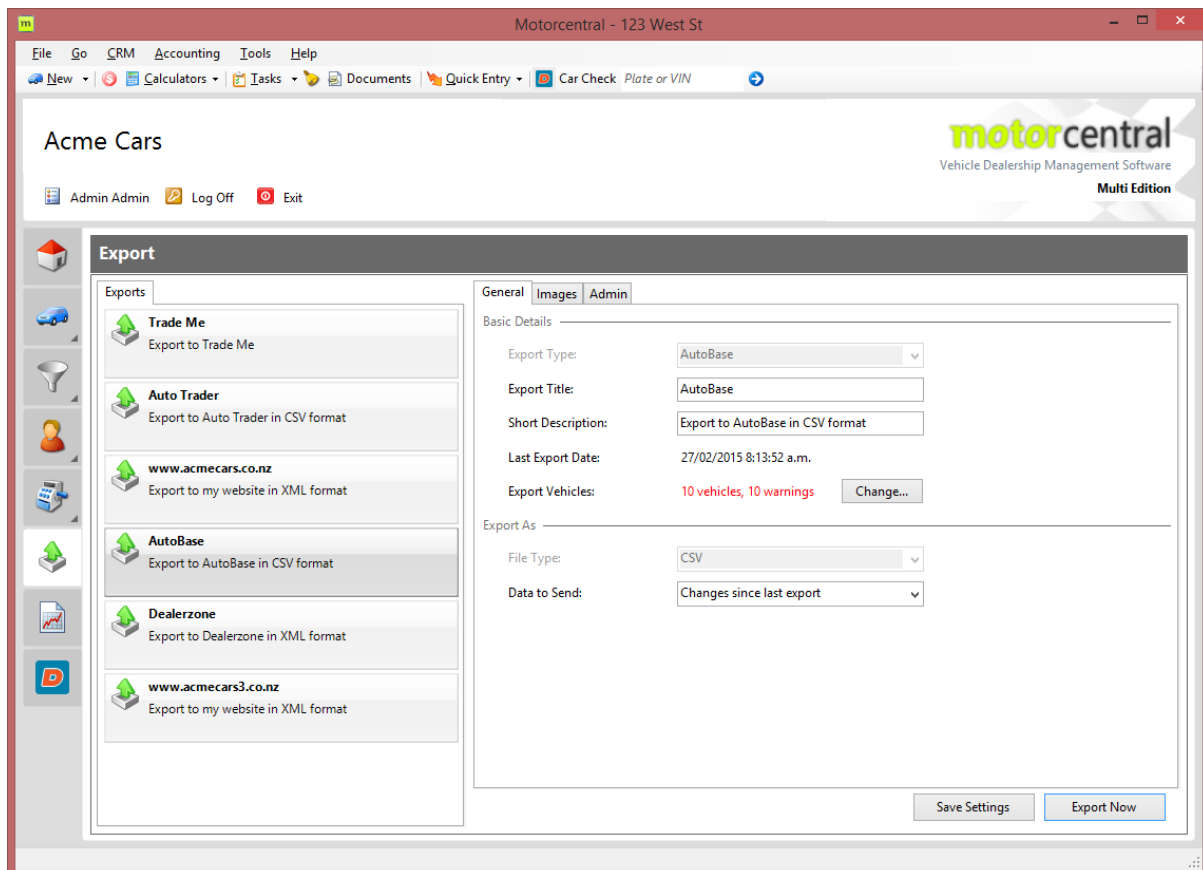 m
Motorcentral - 123 West St
File Go CRM Accounting Tools Help
New Calculators Tasks Documents Quick Entry D Car Check Plate or VIN
Acme Cars
motorcentral
Vehicle Dealership Management Software
Multi Edition
Admin Admin Log Off Exit
Export
Exports
Trade Me
Export to Trade Me
Auto Trader
Export to Auto Trader in CSV format
www.acmecars.co.nz
Export to my website in XML format
AutoBase
Export to AutoBase in CSV format
Dealerzone
Export to Dealerzone in XML format
www.acmecars3.co.nz
Export to my website in XML format
D
General Images Admin
Basic Details
Export Type: AutoBase
Export Title: AutoBase
Short Description: Export to AutoBase in CSV format
Last Export Date: 27/02/2015 8:13:52 a.m.
Export Vehicles: 10 vehicles, 10 warnings Change...
Export As
File Type: CSV
Data to Send: Changes since last export
Save Settings Export Now